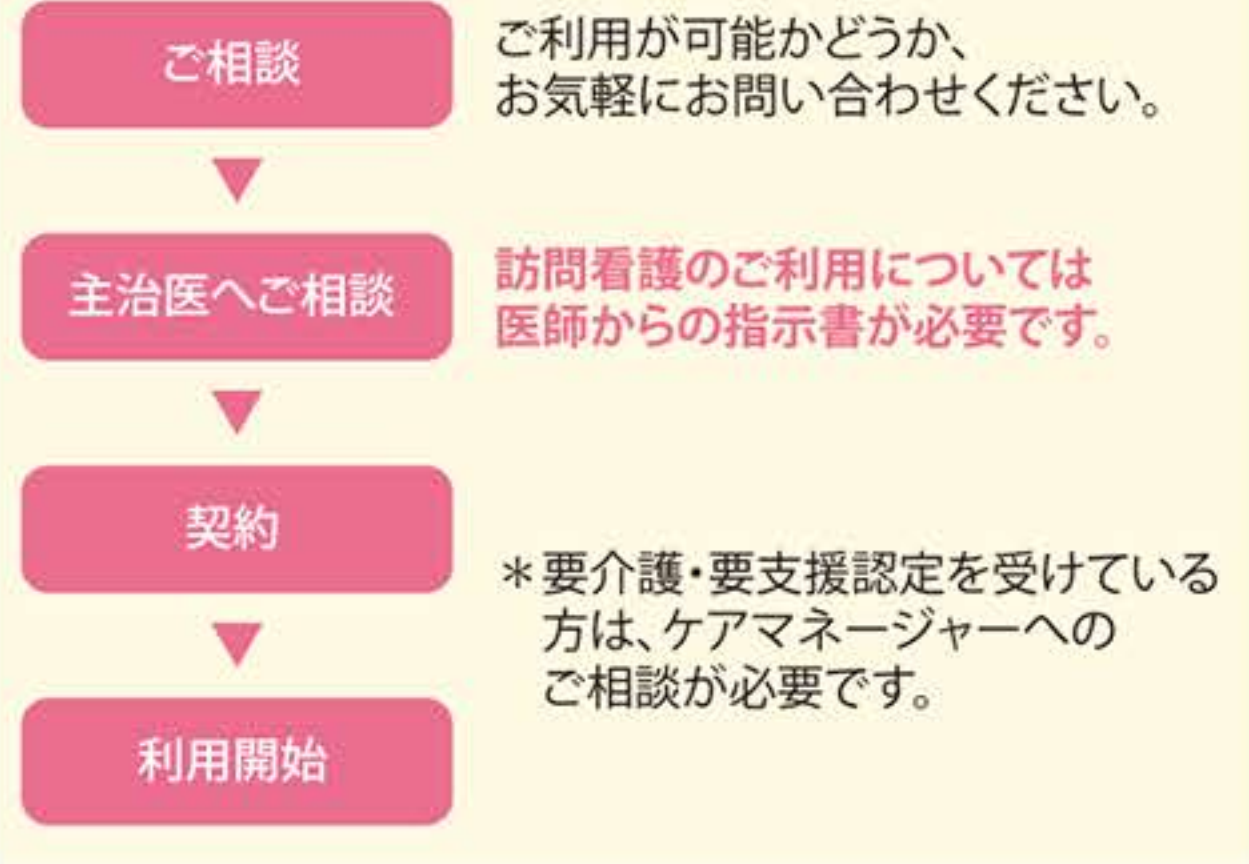 ご相談
ご利用が可能かどうか、
お気軽にお問い合わせください。
主治医へご相談
訪問看護のご利用については
医師からの指示書が必要です。
契約
＊要介護・要支援認定を受けている
方は、ケアマネージャーへの
ご相談が必要です。
利用開始